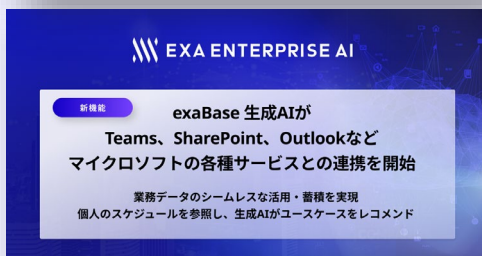 EXA ENTERPRISE AI
新機能
exaBase 生成AIが
Teams、SharePoint、Outlookなど
マイクロソフトの各種サービスとの連携を開始
業務データのシームレスな活用・蓄積を実現
個人のスケジュールを参照し、生成AIがユースケースをレコメンド